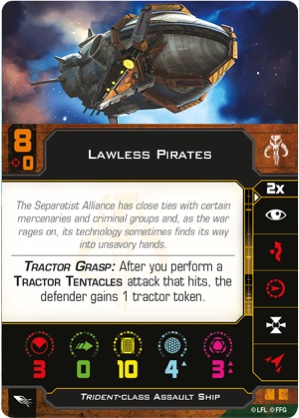 8
0
LAWLESS PIRATES
2x
The Separatist Alliance has close ties with certain
mercenaries and criminal groups and, as the war
rages on, its technology sometimes finds its way
into unsavory hands.
TRACTOR GRASP: After you perform a
TRACTOR TENTACLES attack that hits, the
defender gains 1 tractor token.
3 0 10 4 3
TRIDENT-CLASS ASSAULT SHIP
© LFL © FFG